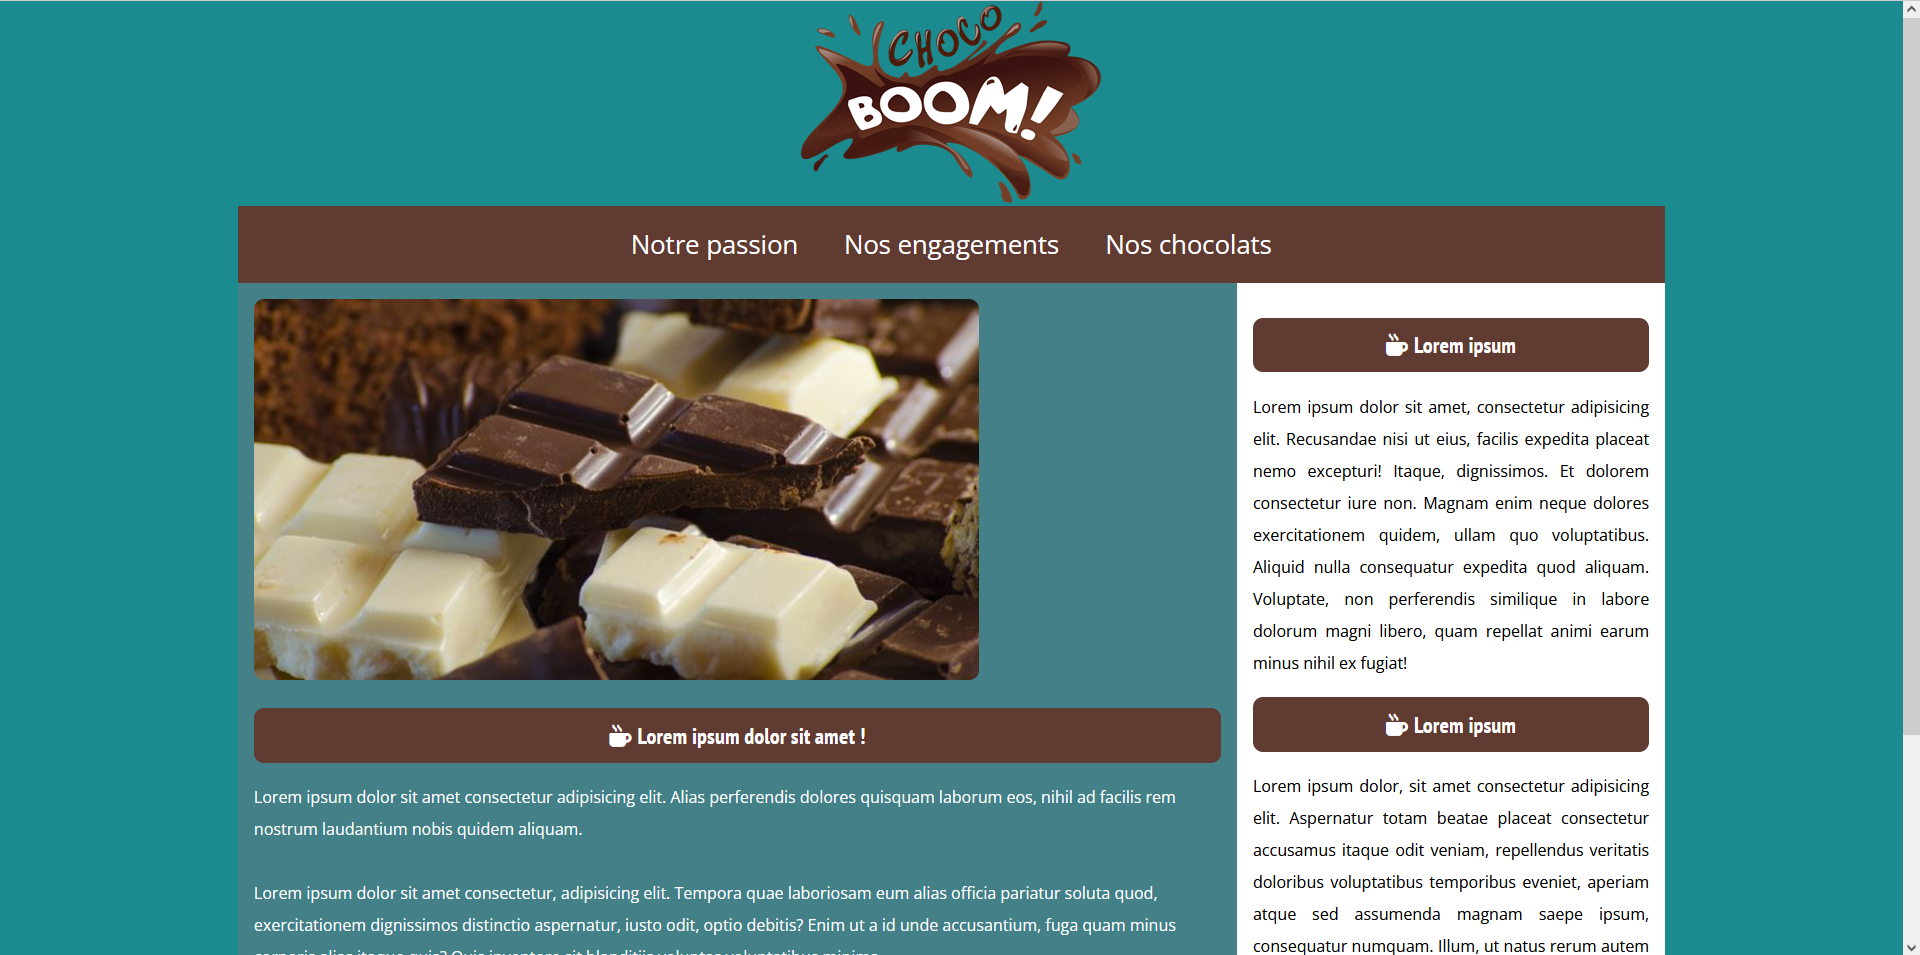 CHOCO
BOOM!
Notre passion
Nos engagements
Nos chocolats
Lorem ipsum dolor sit amet !
Lorem ipsum dolor sit amet consectetur adipisicing elit. Alias perferendis dolores quisquam laborum eos, nihil ad facilis rem
nostrum laudantium nobis quidem aliquam.
Lorem ipsum dolor sit amet consectetur, adipisicing elit. Tempora quae laboriosam eum alias officia pariatur soluta quod,
exercitationem dignissimos distinctio aspernatur, iusto odit, optio debitis? Enim ut a id unde accusantium, fuga quam minus
Lorem ipsum
Lorem ipsum dolor sit amet, consectetur adipisicing
elit. Recusandae nisi ut eius, facilis expedita placeat
nemo excepturi! Itaque, dignissimos. Et dolorem
consectetur iure non. Magnam enim neque dolores
exercitationem quidem, ullam quo voluptatibus.
Aliquid nulla consequatur expedita quod aliquam.
Voluptate, non perferendis similique in labore
dolorum magni libero, quam repellat animi earum
minus nihil ex fugiat!
Lorem ipsum
Lorem ipsum dolor, sit amet consectetur adipisicing
elit. Aspernatur totam beatae placeat consectetur
accusamus itaque odit veniam, repellendus veritatis
doloribus voluptatibus temporibus eveniet, aperiam
atque sed assumenda magnam saepe ipsum,
consequatur numquam. Illum, ut natus rerum autem